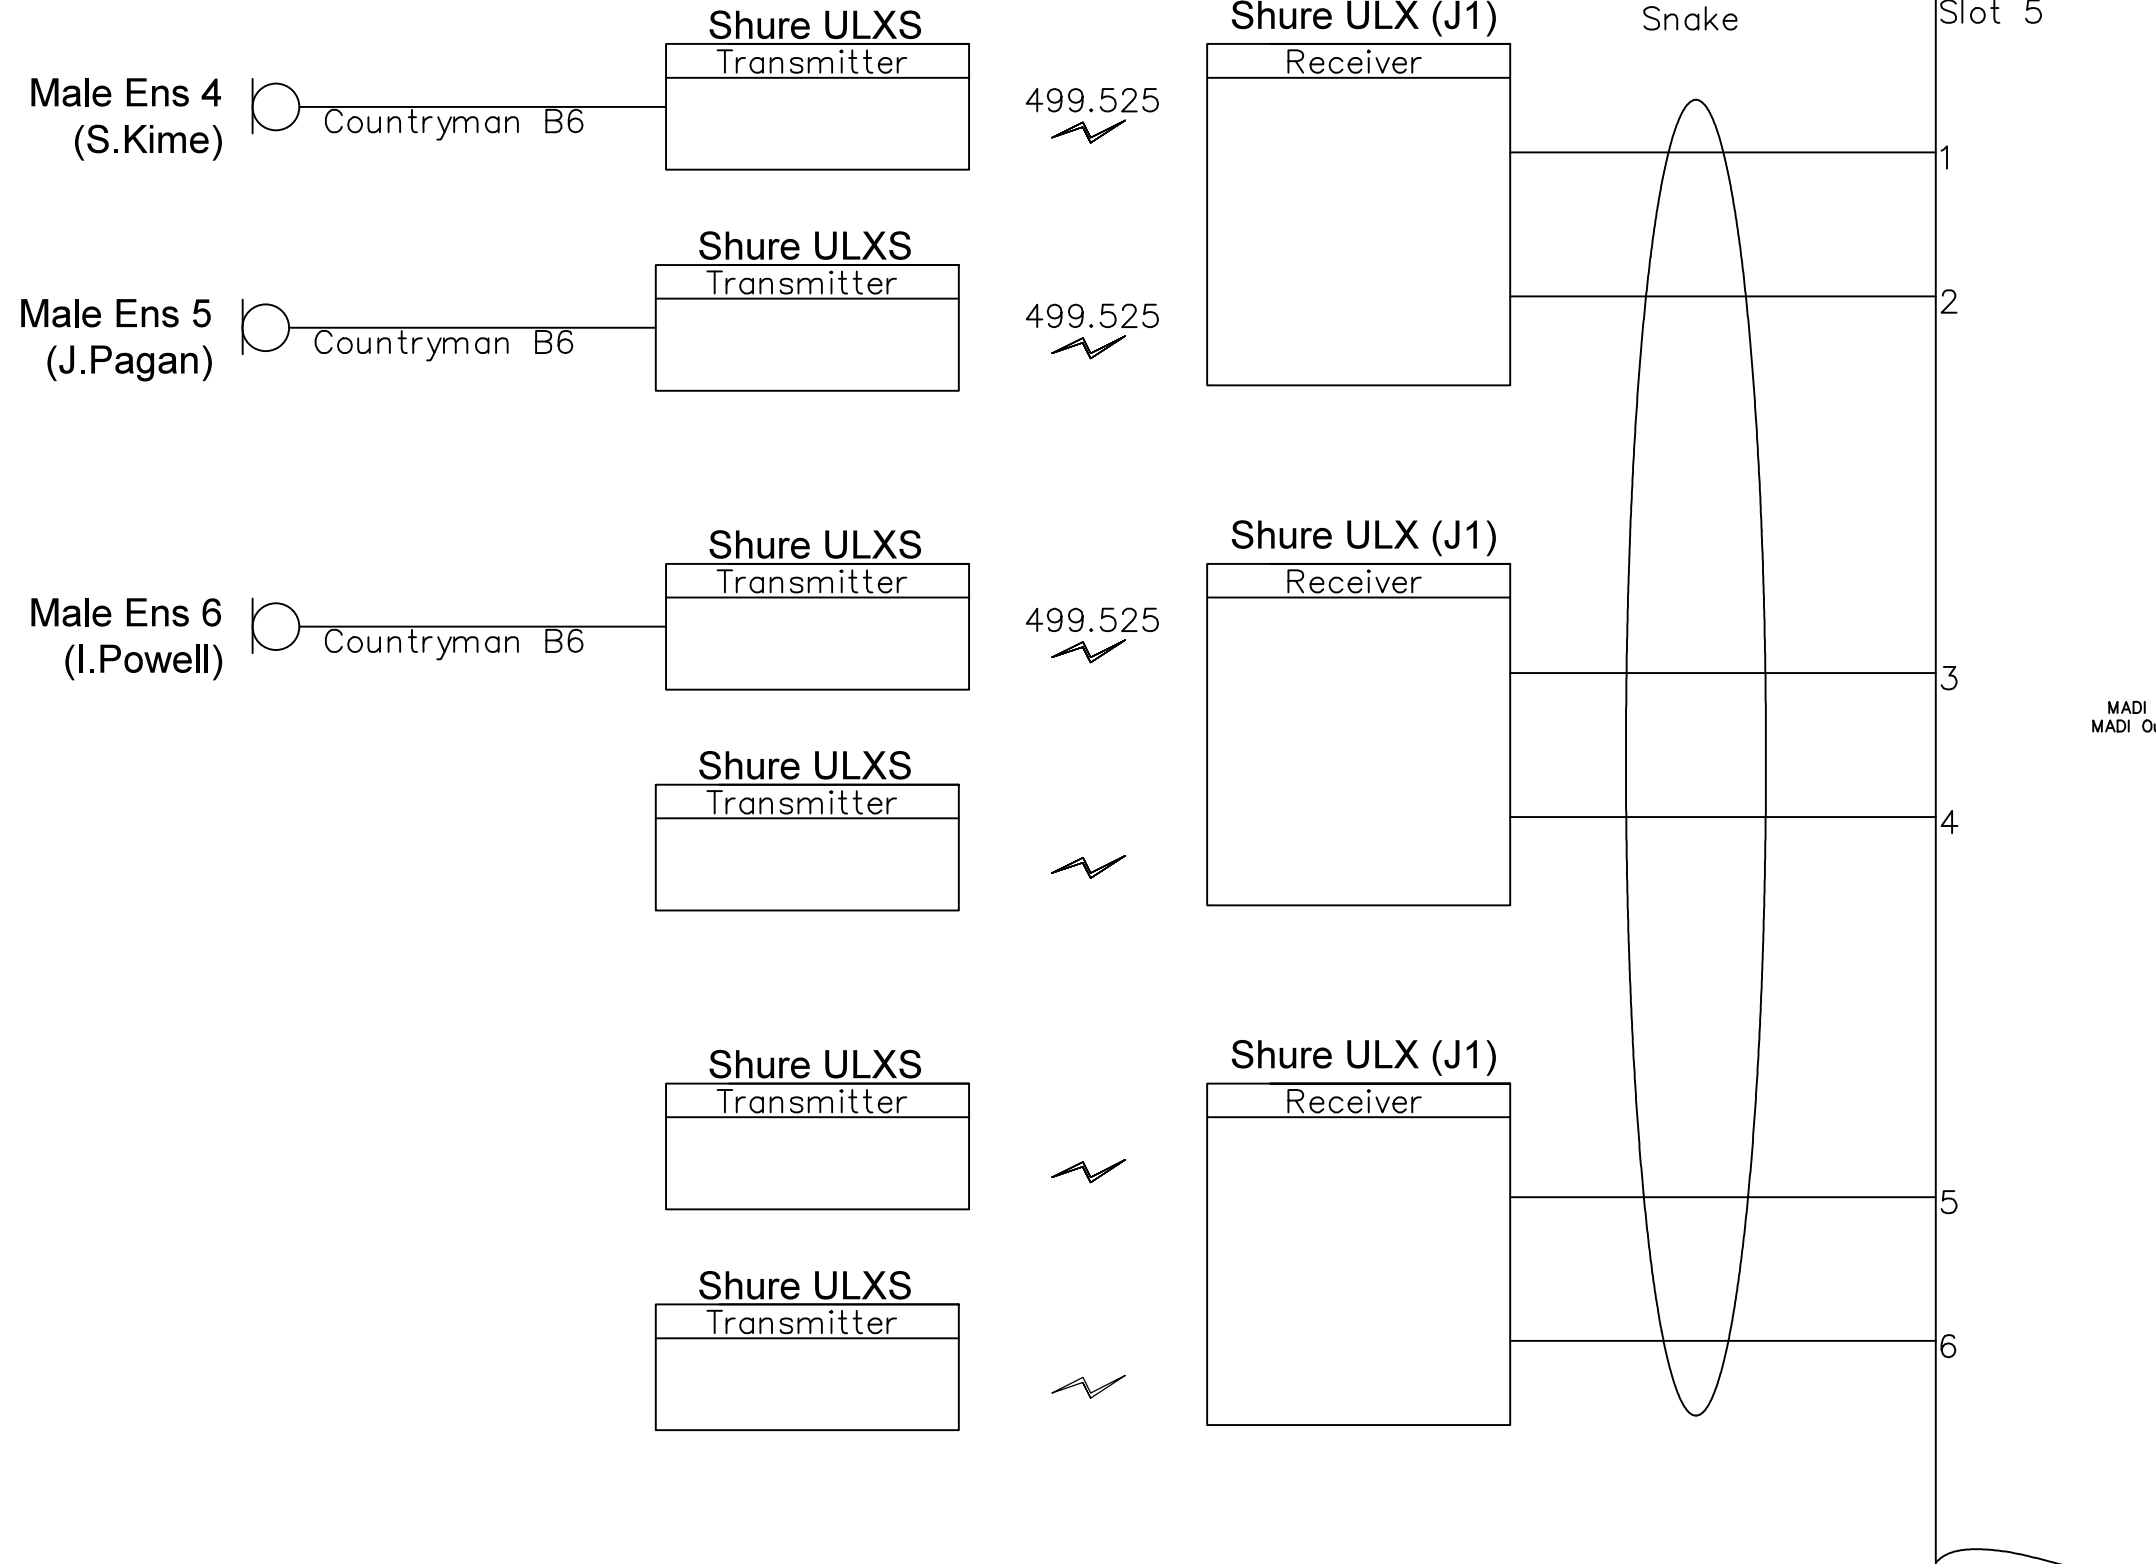 Shure ULXS
Shure ULX (J1)
Snake
Slot 5
Transmitter
Receiver
Male Ens 4
(S.Kime)
Countryman B6
499.525
1
Shure ULXS
Transmitter
Male Ens 5
(J.Pagan)
Countryman B6
499.525
2
Shure ULXS
Shure ULX (J1)
Transmitter
Receiver
Male Ens 6
(I.Powell)
Countryman B6
499.525
3
MADI
MADI
Shure ULXS
Transmitter
4
Shure ULXS
Shure ULX (J1)
Transmitter
Receiver
5
Shure ULXS
Transmitter
6